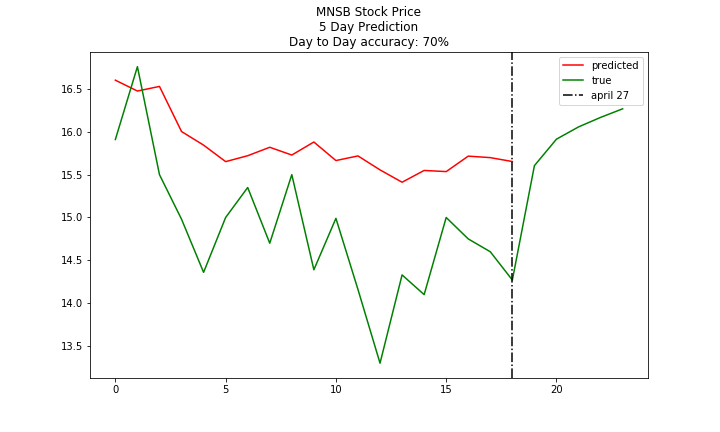 MNSB Stock Price
5 Day Prediction
Day to Day accuracy: 70%
predicted
true
april 27
16.5
16.0
15.5
15.0
14.5
14.0
13.5
0 5 10 15 20